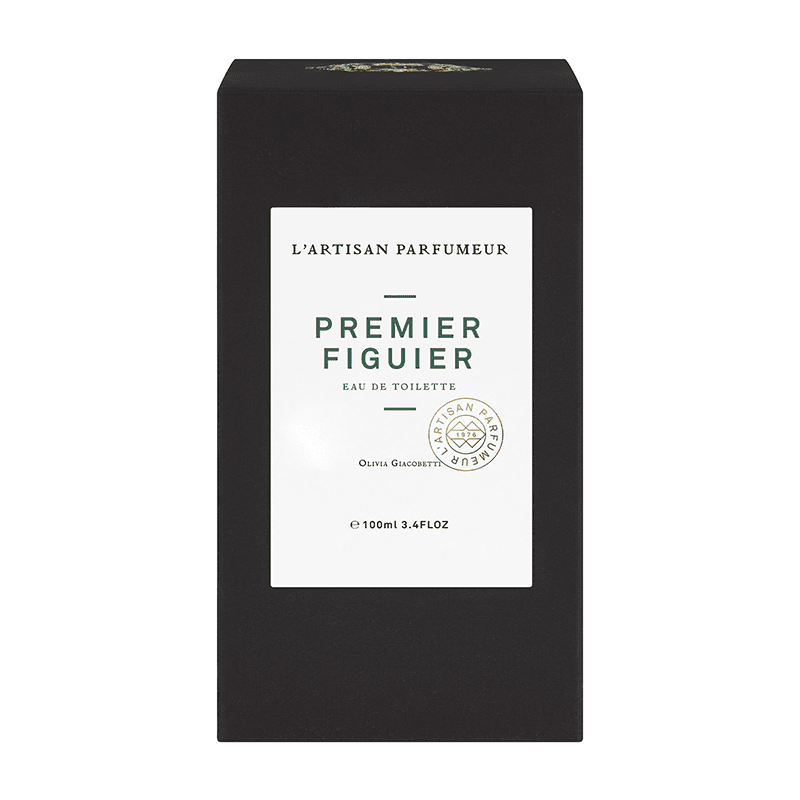 L'ARTISAN PARFUMEUR
PREMIER
FIGUIER
EAU DE TOILETTE
L'ARTISAN PARFUMEUR
1976
OLIVIA GIACOBETTI
℮ 100ml 3.4FLOZ